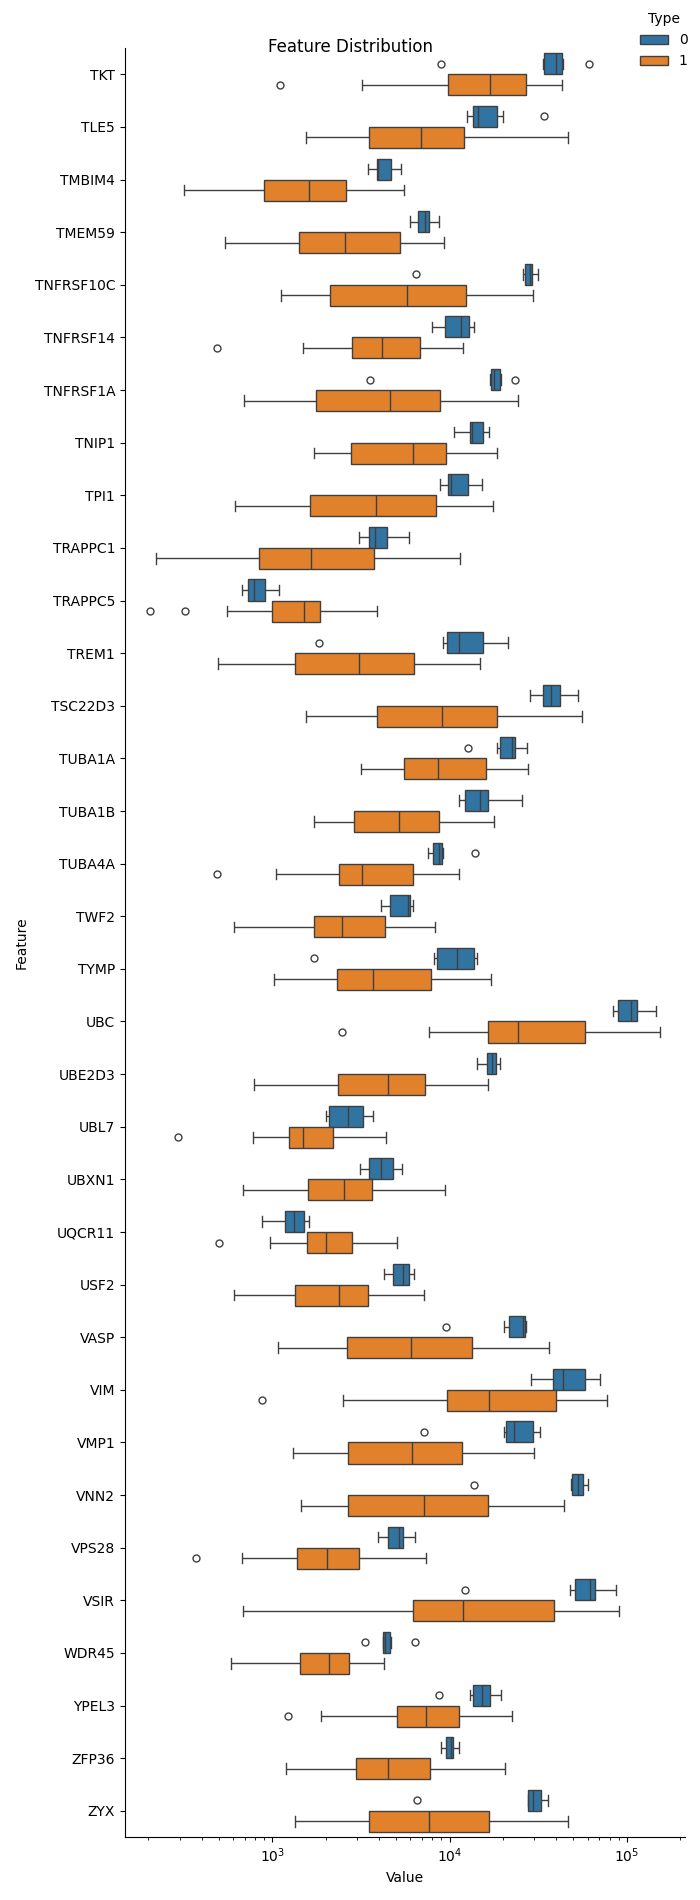 Type
Feature Distribution
0
1
TKT
TLE5
TMBIM4
TMEM59
TNFRSF10C
TNFRSF14
TNFRSF1A
TNIP1
TPI1
TRAPPC1
TRAPPC5
TREM1
TSC22D3
TUBA1A
TUBA1B
TUBA4A
TWF2
TYMP
UBC
UBE2D3
UBL7
UBXN1
UQCR11
USF2
VASP
VIM
VMP1
VNN2
VPS28
VSIR
WDR45
YPEL3
ZFP36
ZYX
Feature
10³ 10⁴ 10⁵
Value